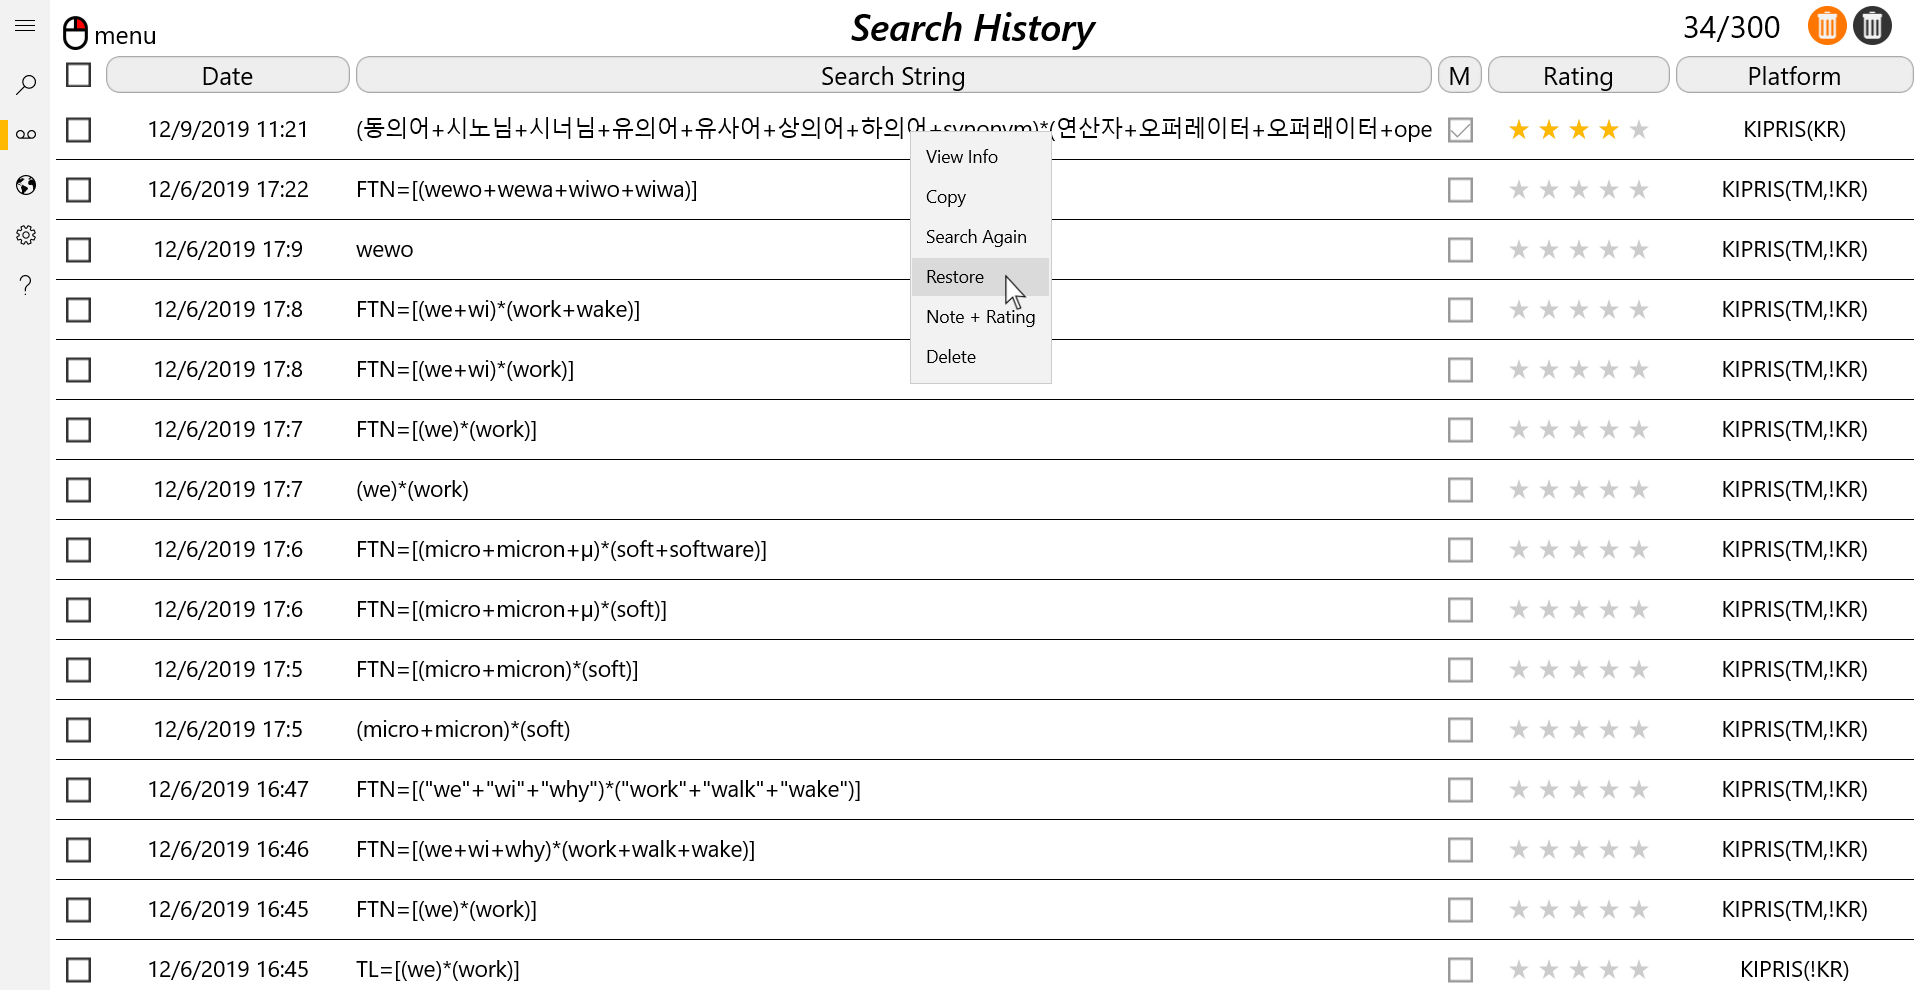 menu
Search History
34/300
Date Search String M Rating Platform
12/9/2019 11:21 (동의어+시노님+시너님+유의어+유사어+상의어+하의어+synonym)*(연산자+오퍼레이터+오퍼래이터+ope KIPRIS(KR)
View Info
12/6/2019 17:22 FTN=[(wewo+wewa+wiwo+wiwa)] KIPRIS(TM,!KR)
Copy
Search Again
12/6/2019 17:9 wewo KIPRIS(TM,!KR)
Restore
12/6/2019 17:8 FTN=[(we+wi)*(work+wake)] KIPRIS(TM,!KR)
Note + Rating
Delete
12/6/2019 17:8 FTN=[(we+wi)*(work)] KIPRIS(TM,!KR)
12/6/2019 17:7 FTN=[(we)*(work)] KIPRIS(TM,!KR)
12/6/2019 17:7 (we)*(work) KIPRIS(TM,!KR)
12/6/2019 17:6 FTN=[(micro+micron+μ)*(soft+software)] KIPRIS(TM,!KR)
12/6/2019 17:6 FTN=[(micro+micron+μ)*(soft)] KIPRIS(TM,!KR)
12/6/2019 17:5 FTN=[(micro+micron)*(soft)] KIPRIS(TM,!KR)
12/6/2019 17:5 (micro+micron)*(soft) KIPRIS(TM,!KR)
12/6/2019 16:47 FTN=[("we"+"wi"+"why")*("work"+"walk"+"wake")] KIPRIS(TM,!KR)
12/6/2019 16:46 FTN=[(we+wi+why)*(work+walk+wake)] KIPRIS(TM,!KR)
12/6/2019 16:45 FTN=[(we)*(work)] KIPRIS(TM,!KR)
12/6/2019 16:45 TL=[(we)*(work)] KIPRIS(!KR)